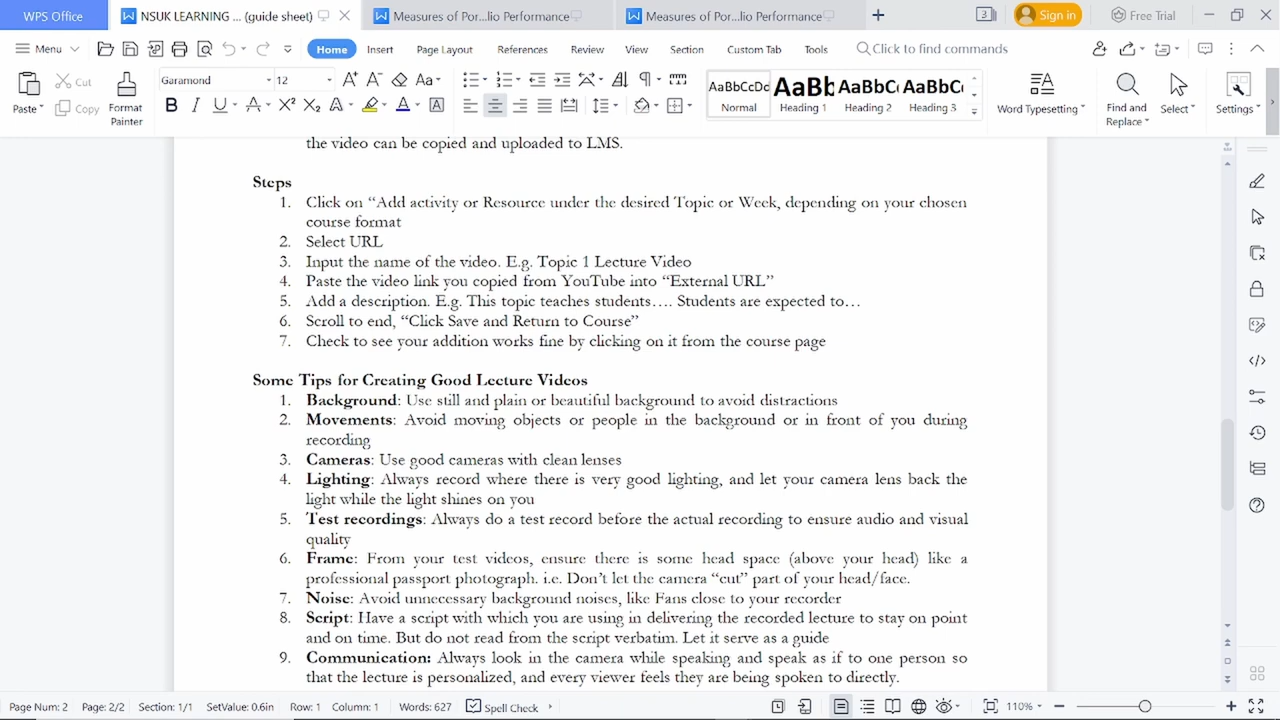 WPS Office
NSUK LEARNING ... (guide sheet)
Measures of Por...lio Performance
Measures of Por...lio Performance
3
Sign in
Free Trial
Menu
Home
Insert
Page Layout
References
Review
View
Section
Custom Tab
Tools
Click to find commands
Paste
Cut
Copy
Format
Painter
Garamond
12
AaBbCcDd
Normal
AaBb
Heading 1
AaBbC
Heading 2
AaBbC
Heading 3
Word Typesetting
Find and
Replace
Select
Settings
the video can be copied and uploaded to LMS.
Steps
1. Click on “Add activity or Resource under the desired Topic or Week, depending on your chosen
course format
2. Select URL
3. Input the name of the video. E.g. Topic 1 Lecture Video
4. Paste the video link you copied from YouTube into “External URL”
5. Add a description. E.g. This topic teaches students…. Students are expected to…
6. Scroll to end, “Click Save and Return to Course”
7. Check to see your addition works fine by clicking on it from the course page
Some Tips for Creating Good Lecture Videos
1. Background: Use still and plain or beautiful background to avoid distractions
2. Movements: Avoid moving objects or people in the background or in front of you during
recording
3. Cameras: Use good cameras with clean lenses
4. Lighting: Always record where there is very good lighting, and let your camera lens back the
light while the light shines on you
5. Test recordings: Always do a test record before the actual recording to ensure audio and visual
quality
6. Frame: From your test videos, ensure there is some head space (above your head) like a
professional passport photograph. i.e. Don’t let the camera “cut” part of your head/face.
7. Noise: Avoid unnecessary background noises, like Fans close to your recorder
8. Script: Have a script with which you are using in delivering the recorded lecture to stay on point
and on time. But do not read from the script verbatim. Let it serve as a guide
9. Communication: Always look in the camera while speaking and speak as if to one person so
that the lecture is personalized, and every viewer feels they are being spoken to directly.
Page Num: 2 Page: 2/2 Section: 1/1 SetValue: 0.6in Row: 1 Column: 1 Words: 627 Spell Check 110%